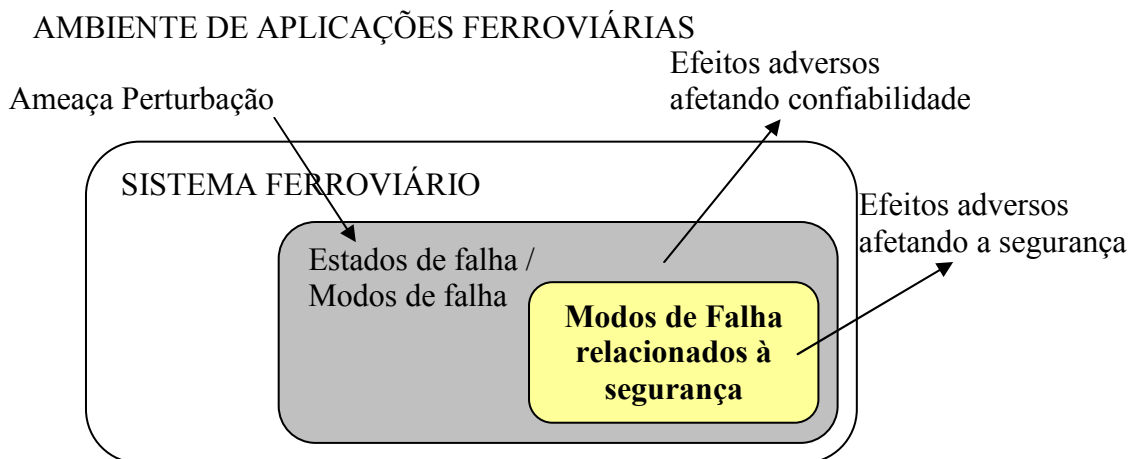 AMBIENTE DE APLICAÇÕES FERROVIÁRIAS
Efeitos adversos
afetando confiabilidade
Ameaça Perturbação
SISTEMA FERROVIÁRIO
Efeitos adversos
afetando a segurança
Estados de falha /
Modos de falha
Modos de Falha
relacionados à
segurança